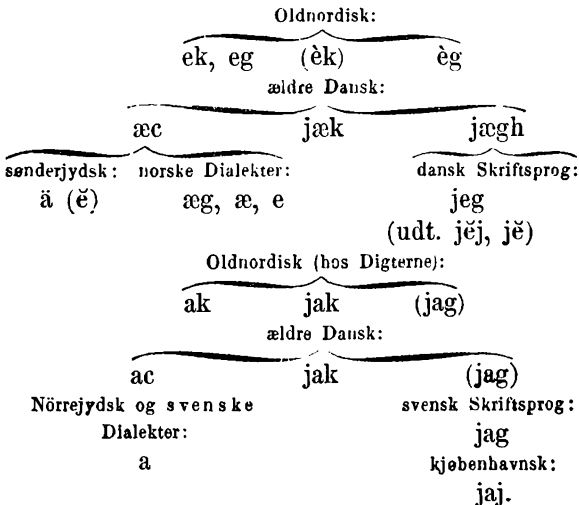 Oldnordisk:
ek, eg (èk) èg
ældre Dansk:
æc jæk jægh
sønderjydsk: norske Dialekter: dansk Skriftsprog:
ä (ĕ) æg, æ, e jeg
(udt. jĕj, jĕ)
Oldnordisk (hos Digterne):
ak jak (jag)
ældre Dansk:
ac jak (jag)
Nörrejydsk og svenske svensk Skriftsprog:
Dialekter: jag
a kjøbenhavnsk:
jaj.